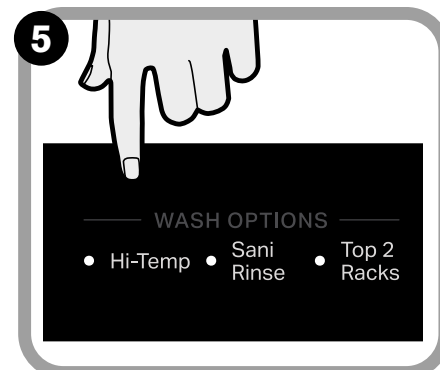 5
WASH OPTIONS
Hi-Temp
Sani
Rinse
Top 2
Racks